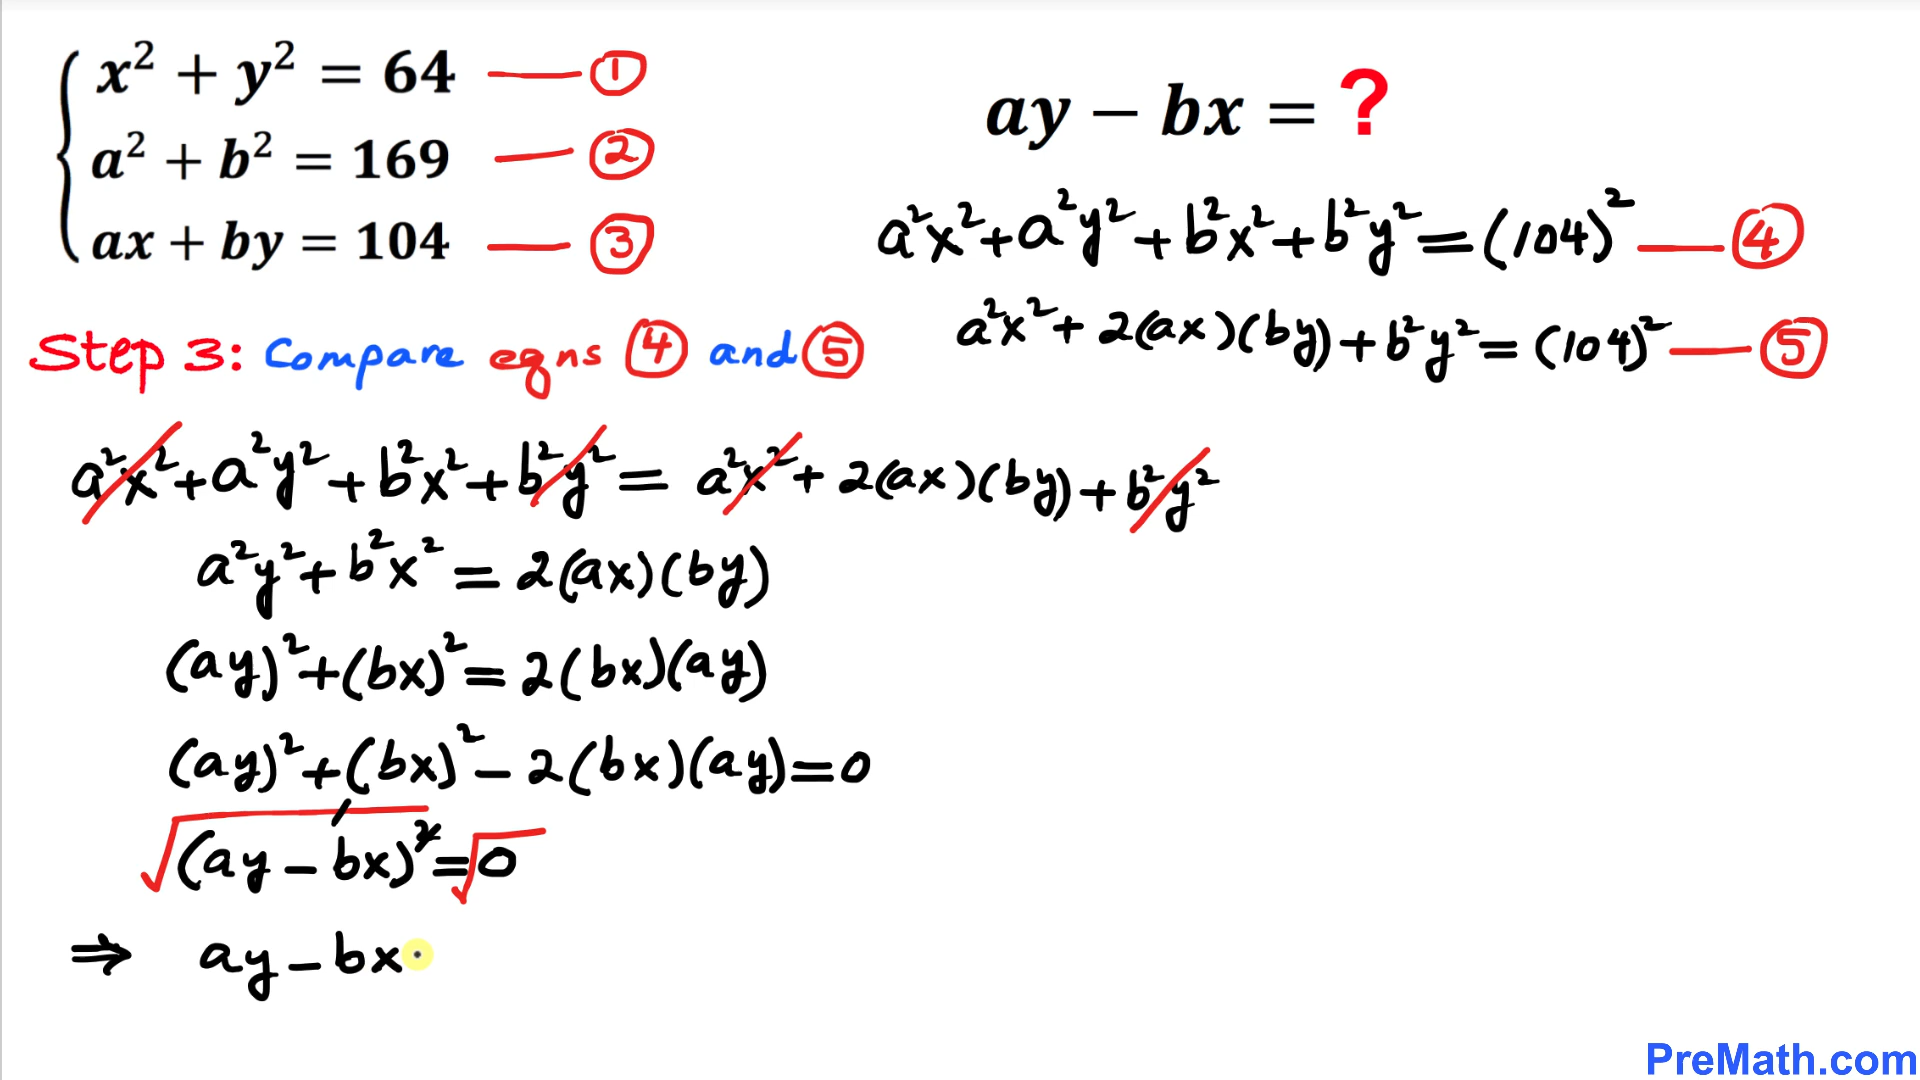 x² + y² = 64 —— ①
a² + b² = 169 —— ②
ax + by = 104 —— ③
ay − bx = ?
a²x² + a²y² + b²x² + b²y² = (104)² —— ④
a²x² + 2(ax)(by) + b²y² = (104)² —— ⑤
Step 3: Compare eqns ④ and ⑤
a²x² + a²y² + b²x² + b²y² = a²x² + 2(ax)(by) + b²y²
a²y² + b²x² = 2(ax)(by)
(ay)² + (bx)² = 2(bx)(ay)
(ay)² + (bx)² − 2(bx)(ay) = 0
√(ay − bx)² = √0
⇒ ay − bx
PreMath.com